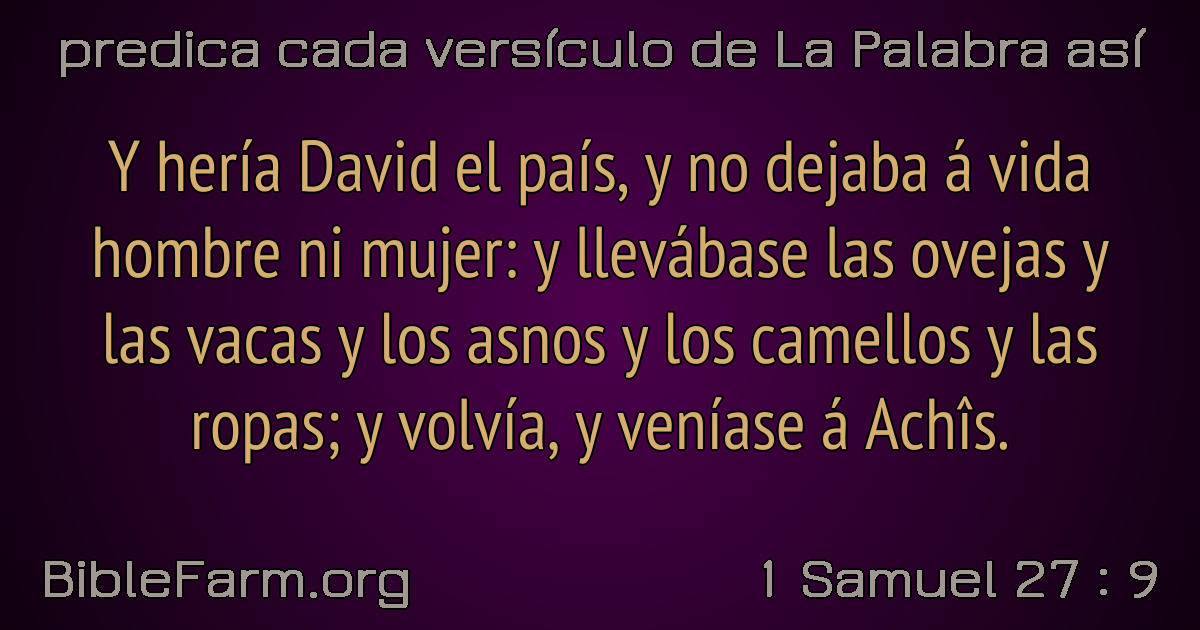 predica cada versículo de La Palabra así
Y hería David el país, y no dejaba á vida
hombre ni mujer: y llevábase las ovejas y
las vacas y los asnos y los camellos y las
ropas; y volvía, y veníase á Achîs.
BibleFarm.org
1 Samuel 27 : 9